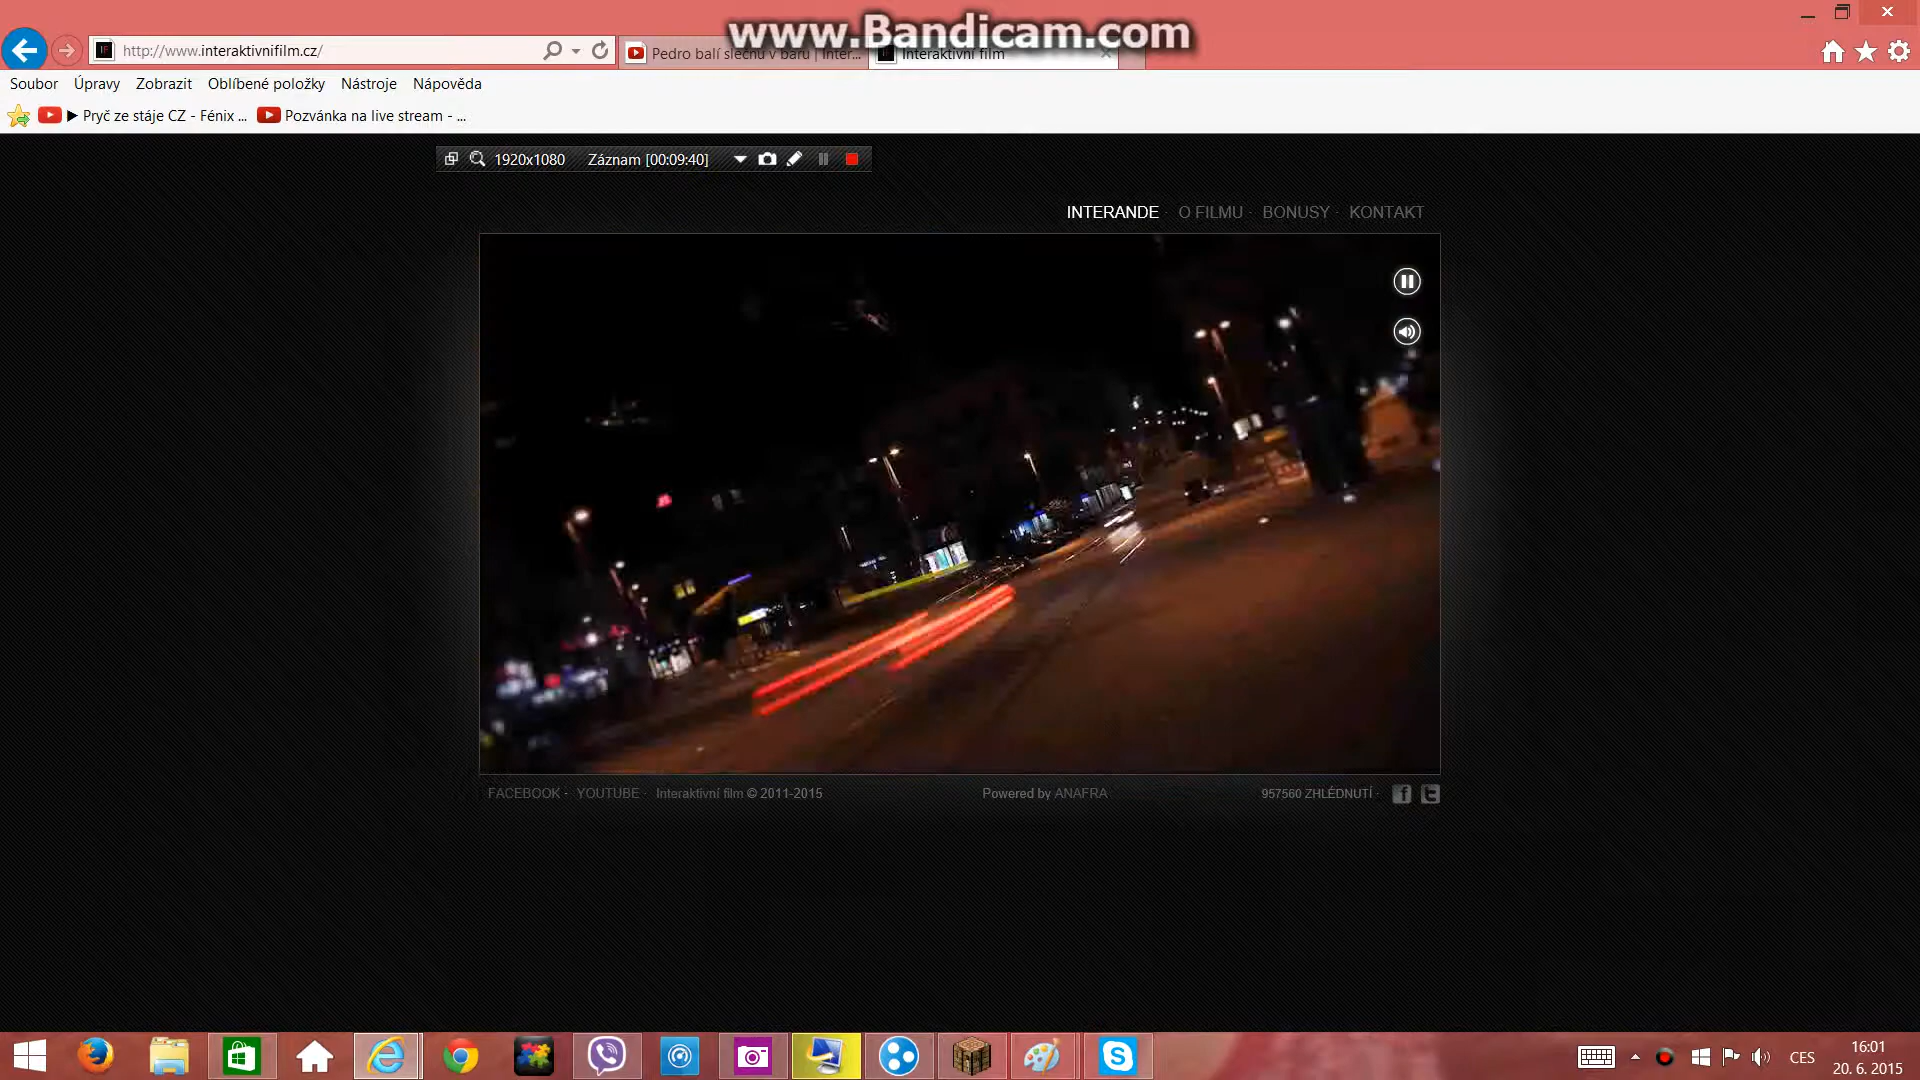 www.Bandicam.com
http://www.interaktivnifilm.cz/
Pedro balí slečnu v baru | Inter...
Interaktivní film
Soubor Úpravy Zobrazit Oblíbené položky Nástroje Nápověda
Pryč ze stáje CZ - Fénix ... Pozvánka na live stream - ...
1920x1080 Záznam [00:09:40]
INTERANDE · O FILMU · BONUSY · KONTAKT
FACEBOOK · YOUTUBE · Interaktivní film © 2011-2015 Powered by ANAFRA 957560 ZHLÉDNUTÍ ·
CES
16:01
20. 6. 2015